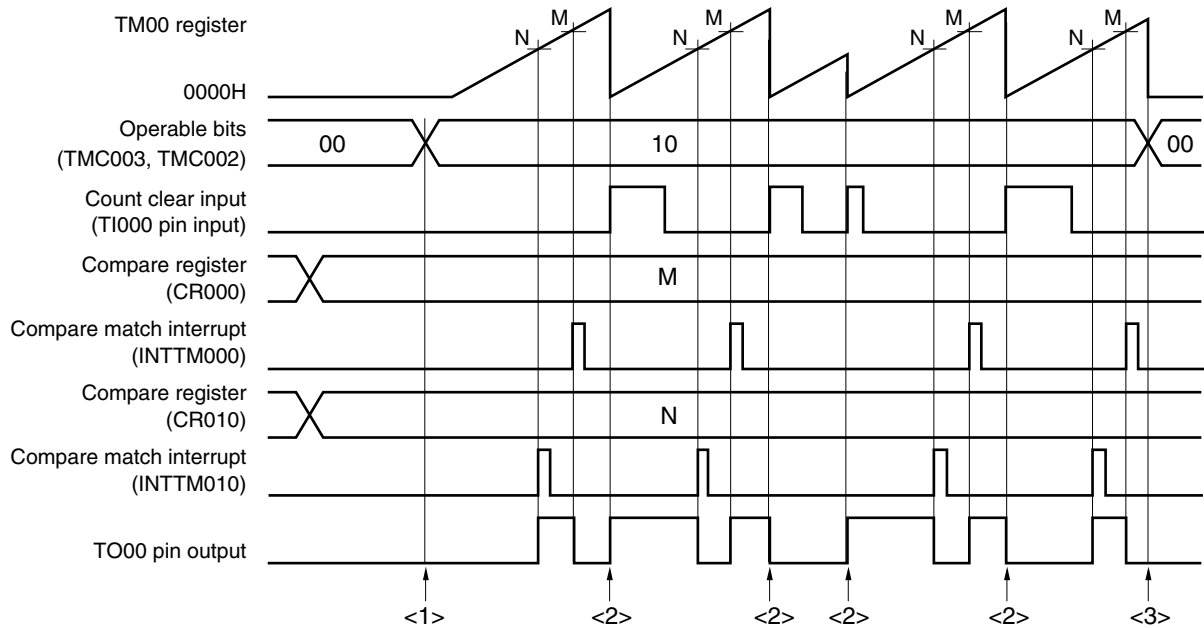 TM00 register
N M N M N M N M
0000H
Operable bits
(TMC003, TMC002)
00 10 00
Count clear input
(TI000 pin input)
Compare register
(CR000)
M
Compare match interrupt
(INTTM000)
Compare register
(CR010)
N
Compare match interrupt
(INTTM010)
TO00 pin output
<1> <2> <2> <2> <2> <3>